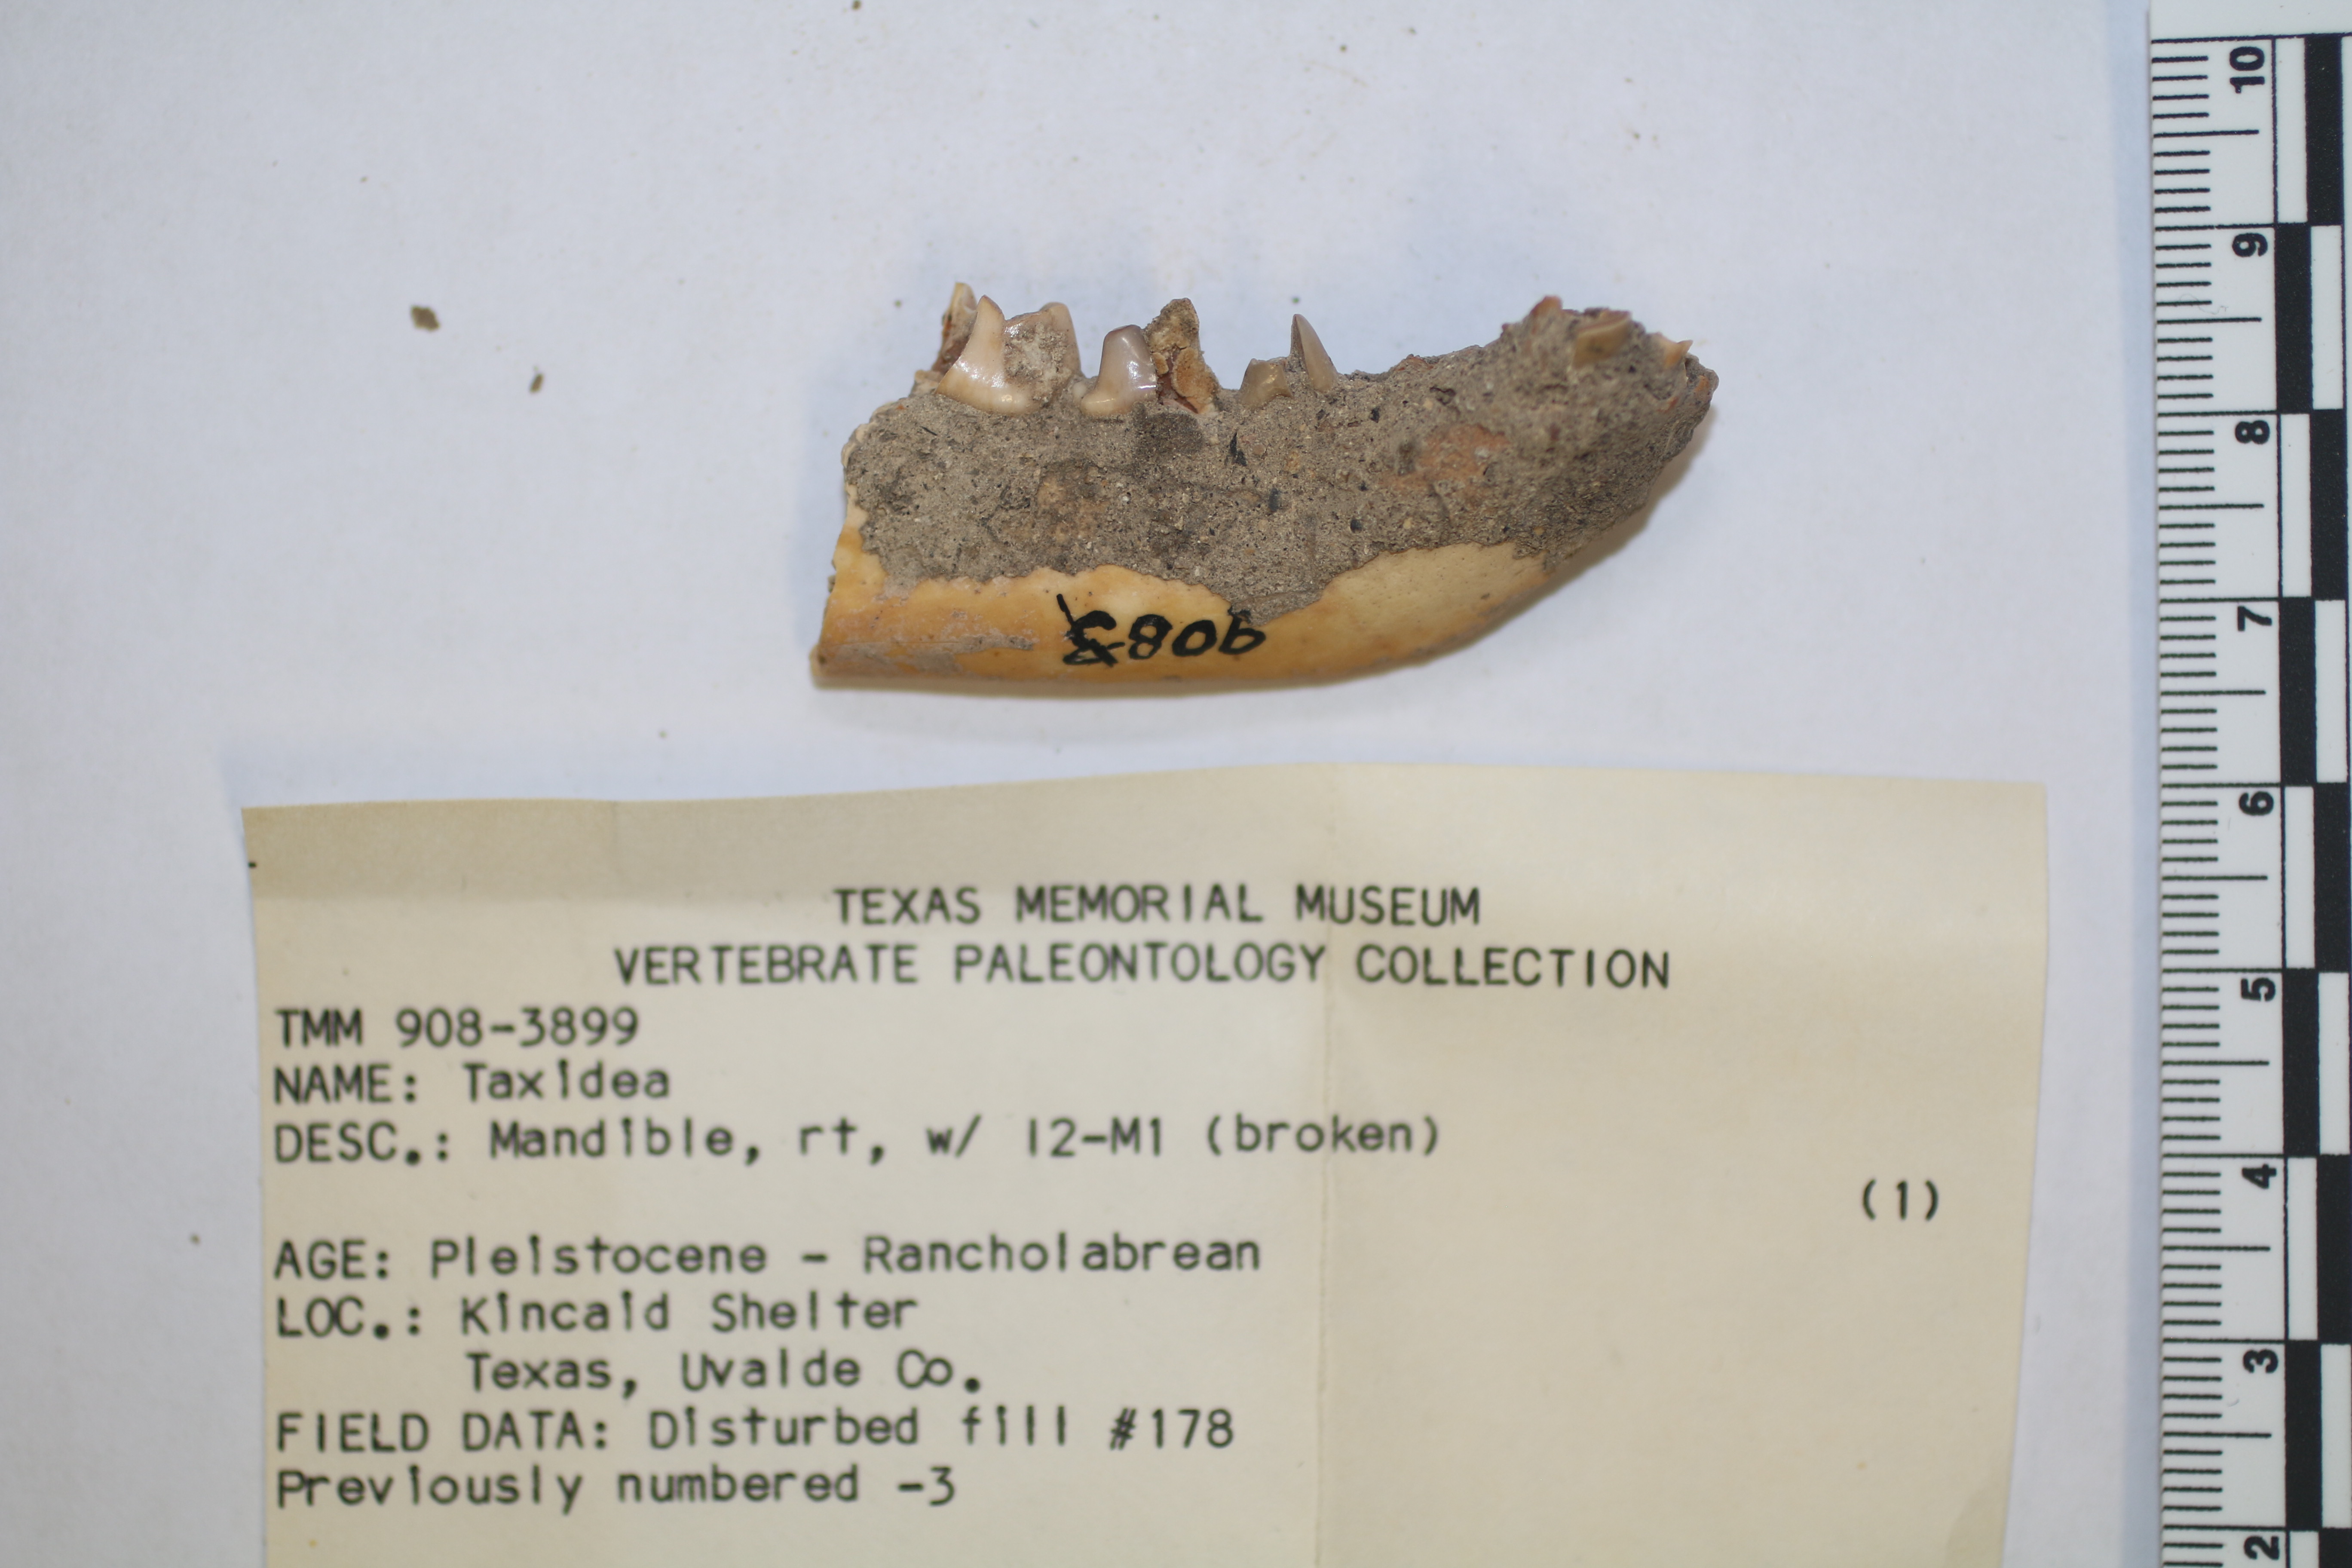 9083
TEXAS MEMORIAL MUSEUM
VERTEBRATE PALEONTOLOGY COLLECTION
TMM 908-3899
NAME: Taxidea
DESC.: Mandible, rt, w/ I2-M1 (broken)
(1)
AGE: Pleistocene - Rancholabrean
LOC.: Kincaid Shelter
Texas, Uvalde Co.
FIELD DATA: Disturbed fill #178
Previously numbered -3
10
9
8
7
6
5
4
3
2